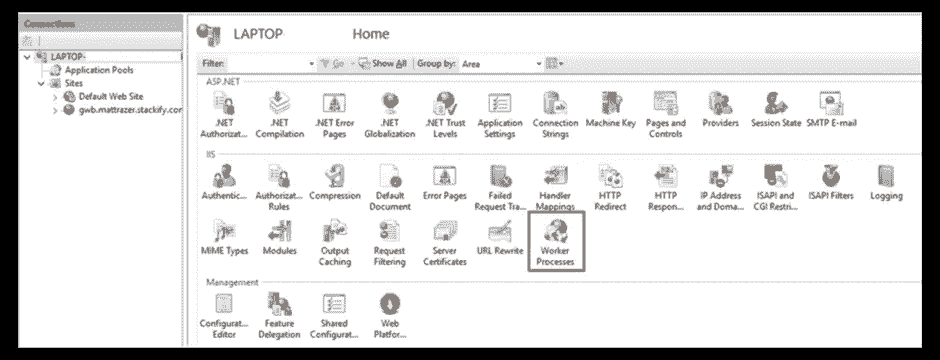 Connections
LAPTOP-
Application Pools
Sites
Default Web Site
gwb.mattrazer.stackify.con
LAPTOP Home
Filter: Go Show All Group by: Area
ASP.NET
.NET Authorizat...
.NET Compilation
.NET Error Pages
.NET Globalization
.NET Trust Levels
Application Settings
Connection Strings
Machine Key
Pages and Controls
Providers
Session State
SMTP E-mail
IIS
Authentic...
Authorizat... Rules
Compression
Default Document
Error Pages
Failed Request Tra...
Handler Mappings
HTTP Redirect
HTTP Respon...
IP Address and Doma...
ISAPI and CGI Restri...
ISAPI Filters
Logging
MIME Types
Modules
Output Caching
Request Filtering
Server Certificates
URL Rewrite
Worker Processes
Management
Configurat... Editor
Feature Delegation
Shared Configurat...
Web Platfor...